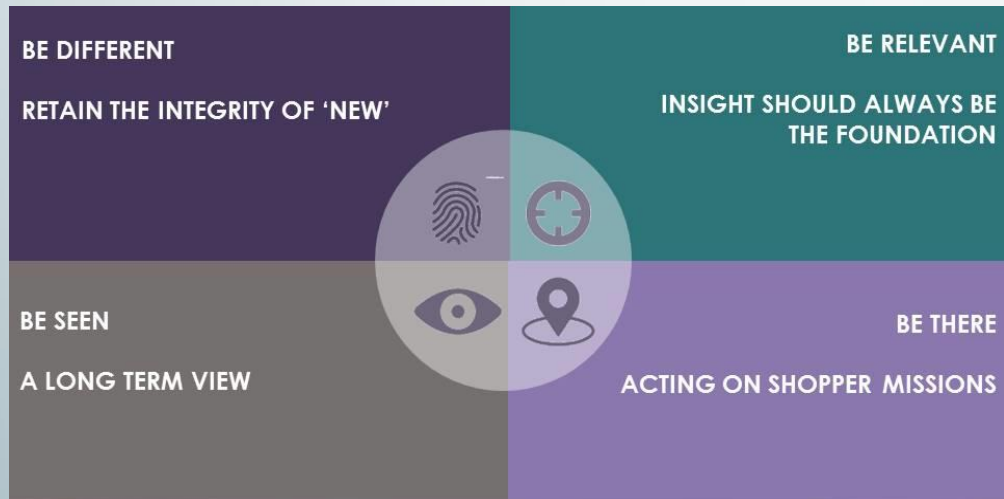 BE DIFFERENT
RETAIN THE INTEGRITY OF ‘NEW’
BE RELEVANT
INSIGHT SHOULD ALWAYS BE
THE FOUNDATION
BE SEEN
A LONG TERM VIEW
BE THERE
ACTING ON SHOPPER MISSIONS